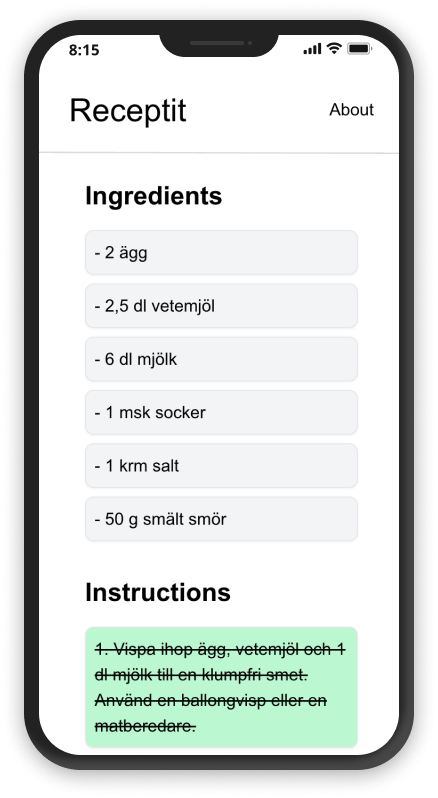 8:15
Receptit
About
Ingredients
- 2 ägg
- 2,5 dl vetemjöl
- 6 dl mjölk
- 1 msk socker
- 1 krm salt
- 50 g smält smör
Instructions
1. Vispa ihop ägg, vetemjöl och 1
dl mjölk till en klumpfri smet.
Använd en ballongvisp eller en
matberedare.